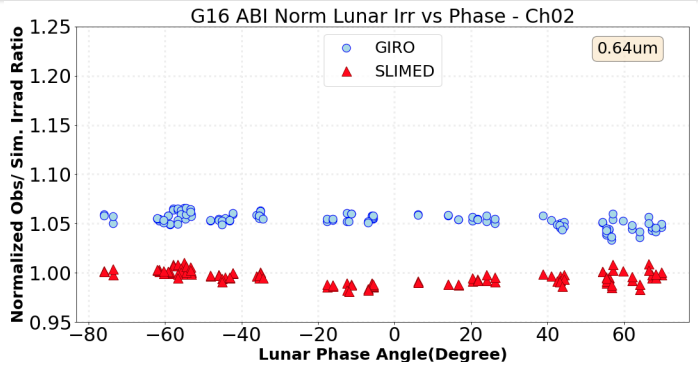 G16 ABI Norm Lunar Irr vs Phase - Ch02
Normalized Obs/ Sim. Irrad Ratio
1.25
1.20
1.15
1.10
1.05
1.00
0.95
GIRO
SLIMED
0.64um
−80 −60 −40 −20 0 20 40 60
Lunar Phase Angle(Degree)